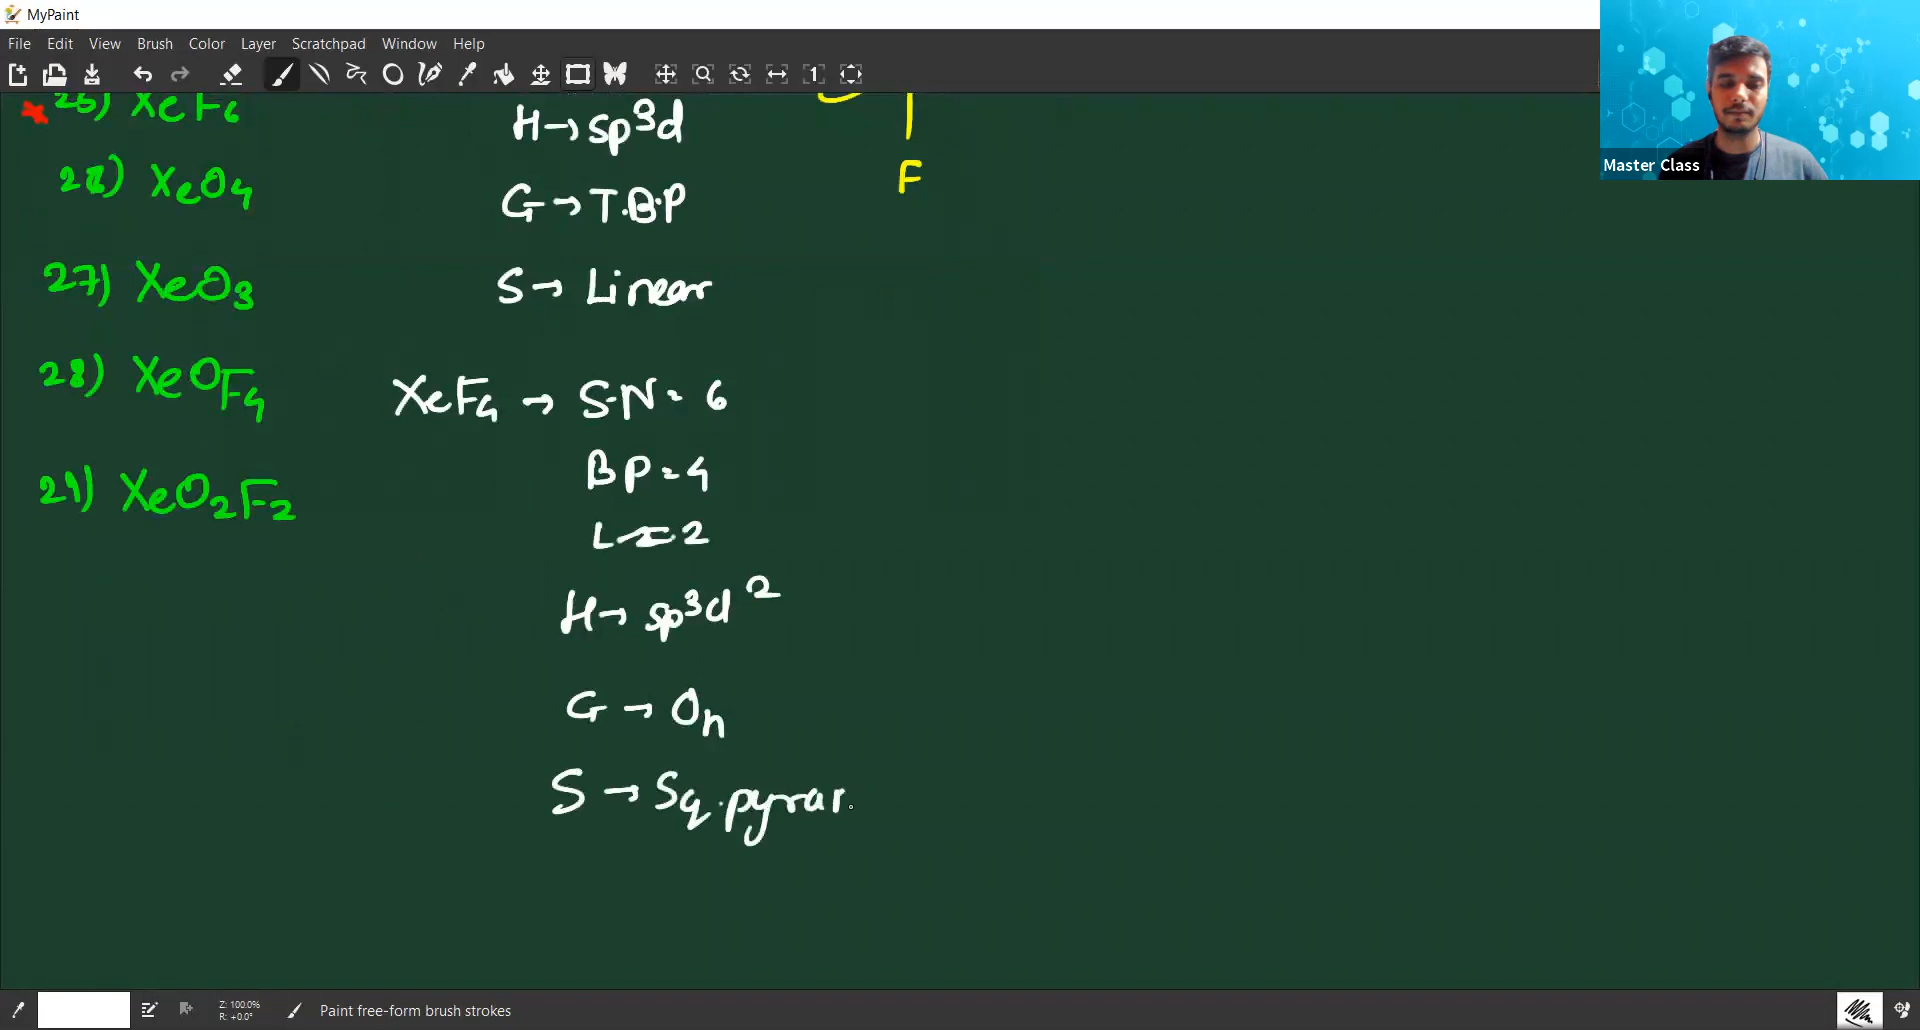 MyPaint
File Edit View Brush Color Layer Scratchpad Window Help
Master Class
25) XeF6
28) XeO4
27) XeO3
28) XeOF4
29) XeO2F2
H→sp³d
G→T.B.P
S→ Linear
F
XeF4 → S.N = 6
BP=4
L=2
H→ sp³d²
G → Oh
S → Sq.pyrar.
Z: 100.0%
R: +0.0°
Paint free-form brush strokes